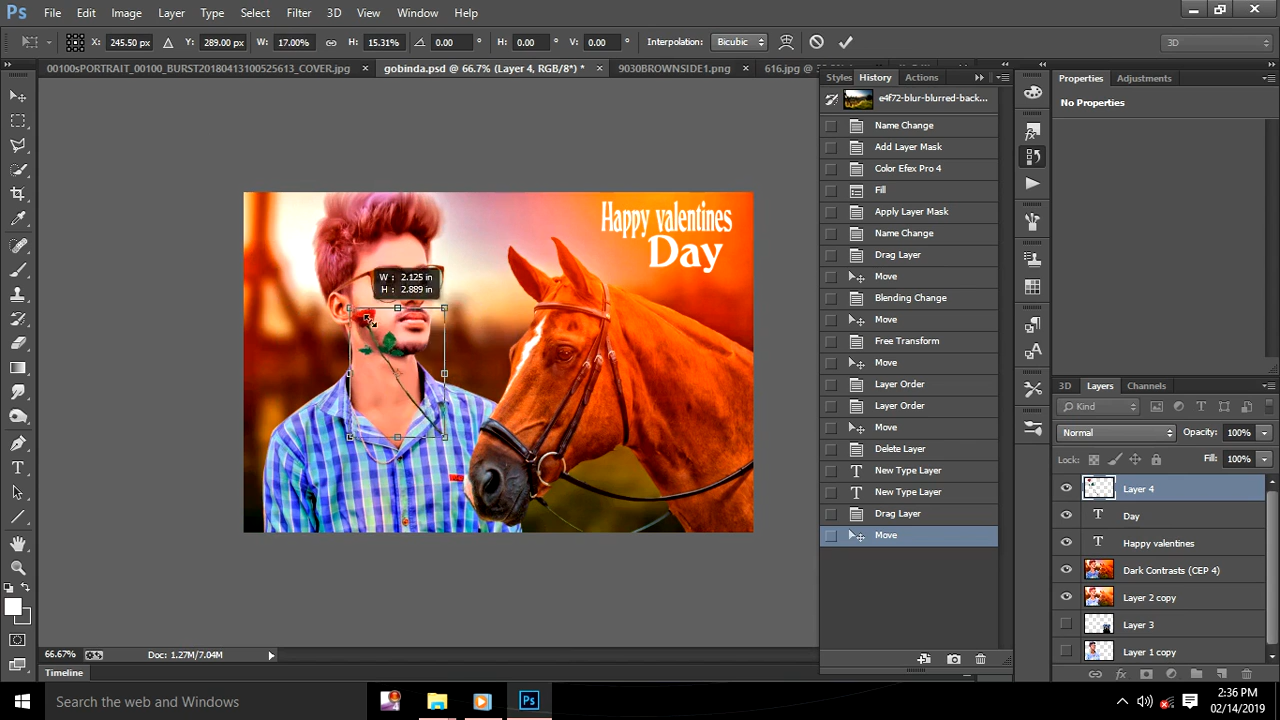 Ps File Edit Image Layer Type Select Filter 3D View Window Help
X: 245.50 px Y: 289.00 px W: 17.00% H: 15.31% 0.00 ° H: 0.00 ° V: 0.00 ° Interpolation: Bicubic 3D
00100sPORTRAIT_00100_BURST20180413100525613_COVER.jpg × gobinda.psd @ 66.7% (Layer 4, RGB/8*) * × 9030BROWNSIDE1.png × 616.jpg @
Styles History Actions
Properties Adjustments
No Properties
e4f72-blur-blurred-back...
Name Change
Add Layer Mask
Color Efex Pro 4
Fill
Apply Layer Mask
Name Change
Drag Layer
Move
Blending Change
Move
Free Transform
Move
Layer Order
Layer Order
Move
Delete Layer
New Type Layer
New Type Layer
Drag Layer
Move
Happy valentines
Day
W : 2.125 in
H : 2.889 in
3D Layers Channels
Kind
Normal Opacity: 100%
Lock: Fill: 100%
Layer 4
Day
Happy valentines
Dark Contrasts (CEP 4)
Layer 2 copy
Layer 3
Layer 1 copy
66.67% Doc: 1.27M/7.04M
Timeline
Search the web and Windows
Ps
2:36 PM
02/14/2019